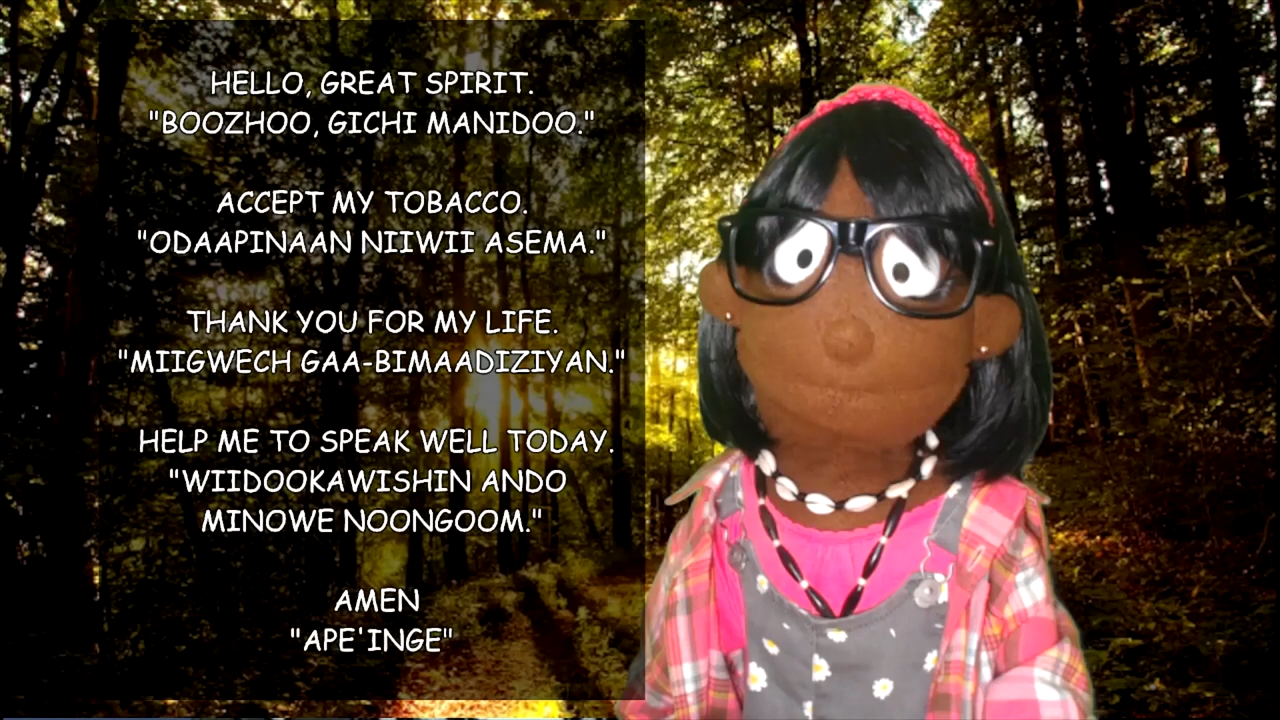 HELLO, GREAT SPIRIT.
"BOOZHOO, GICHI MANIDOO."
ACCEPT MY TOBACCO.
"ODAAPINAAN NIIWII ASEMA."
THANK YOU FOR MY LIFE.
"MIIGWECH GAA-BIMAADIZIYAN."
HELP ME TO SPEAK WELL TODAY.
"WIIDOOKAWISHIN ANDO
MINOWE NOONGOOM."
AMEN
"APE'INGE"